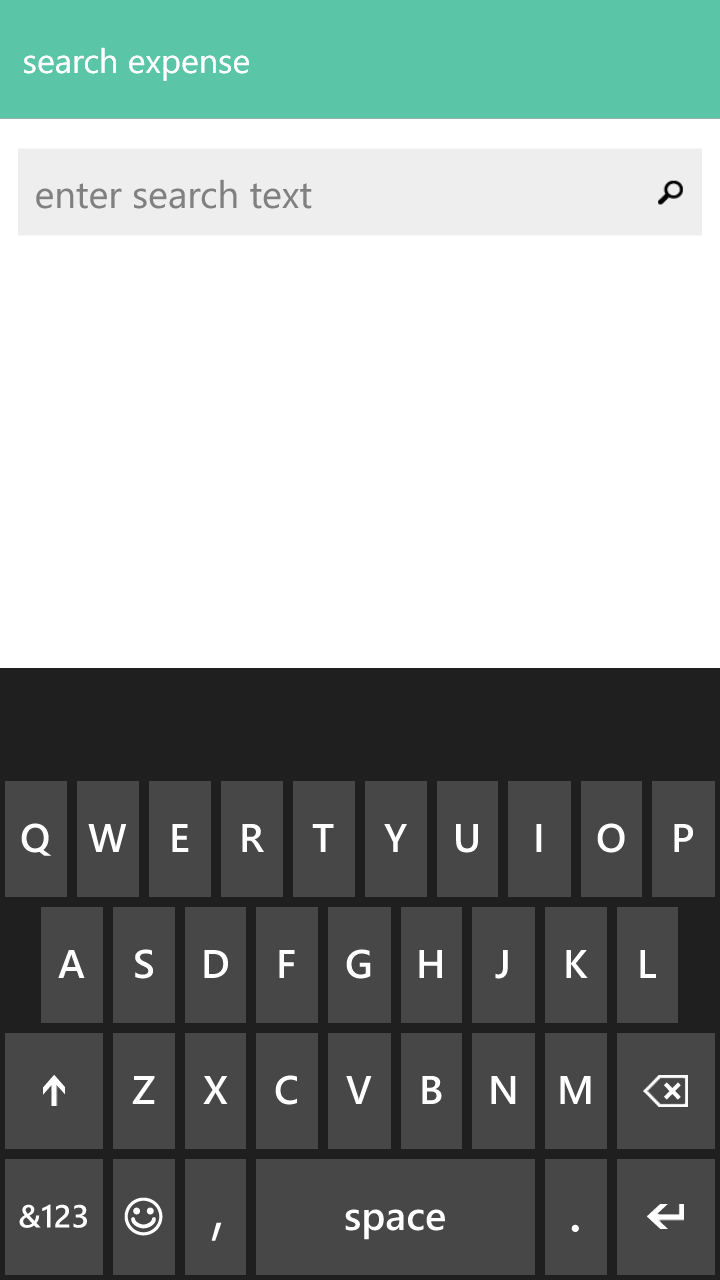 search expense
enter search text
Q W E R T Y U I O P
A S D F G H J K L
Z X C V B N M
&123 , space .